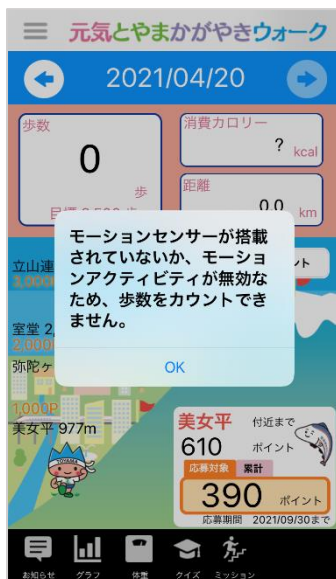 元気とやまかがやきウォーク
2021/04/20
歩数
0
歩
消費カロリー
? kcal
距離
0.0 km
モーションセンサーが搭載
されていないか、モーショ
ンアクティビティが無効な
ため、歩数をカウントでき
ません。
OK
立山連
室堂 2,
弥陀ヶ
1,000P
美女平 977m
美女平 付近まで
610 ポイント
応募対象 累計
390 ポイント
応募期間 2021/09/30まで
お知らせ グラフ 体重 クイズ ミッション